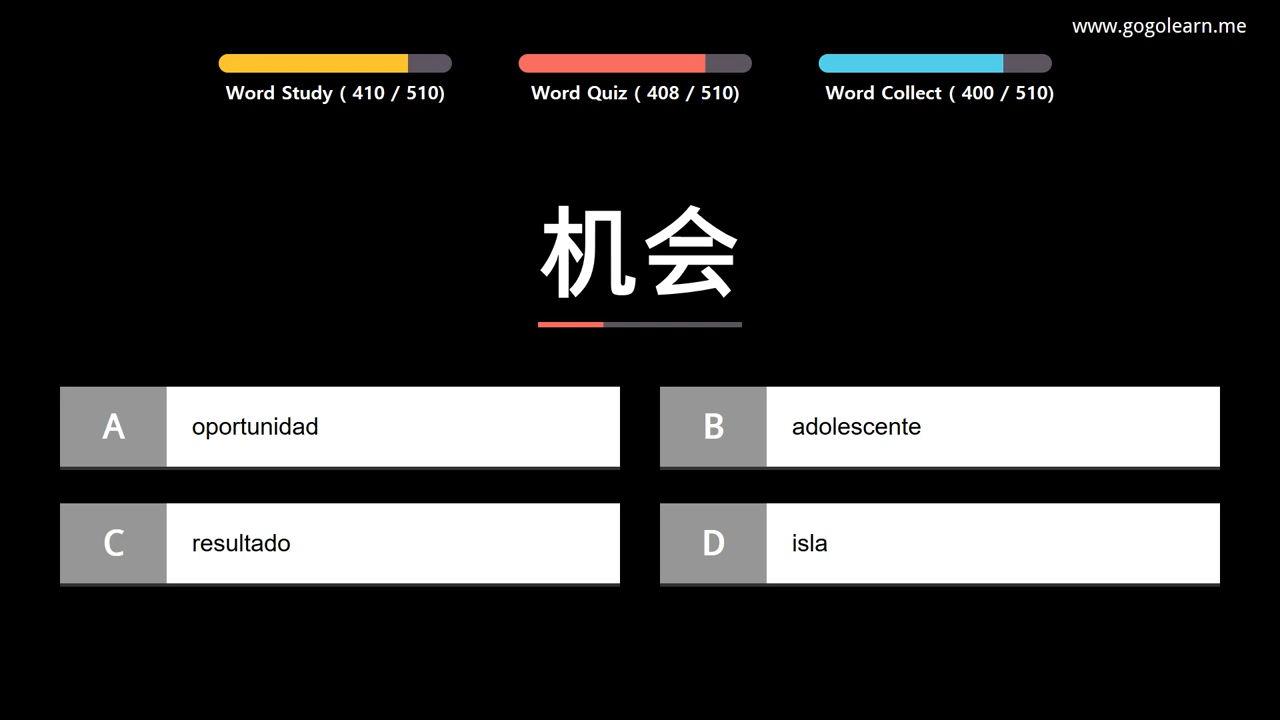 www.gogolearn.me
Word Study ( 410 / 510)
Word Quiz ( 408 / 510)
Word Collect ( 400 / 510)
机会
A oportunidad
B adolescente
C resultado
D isla